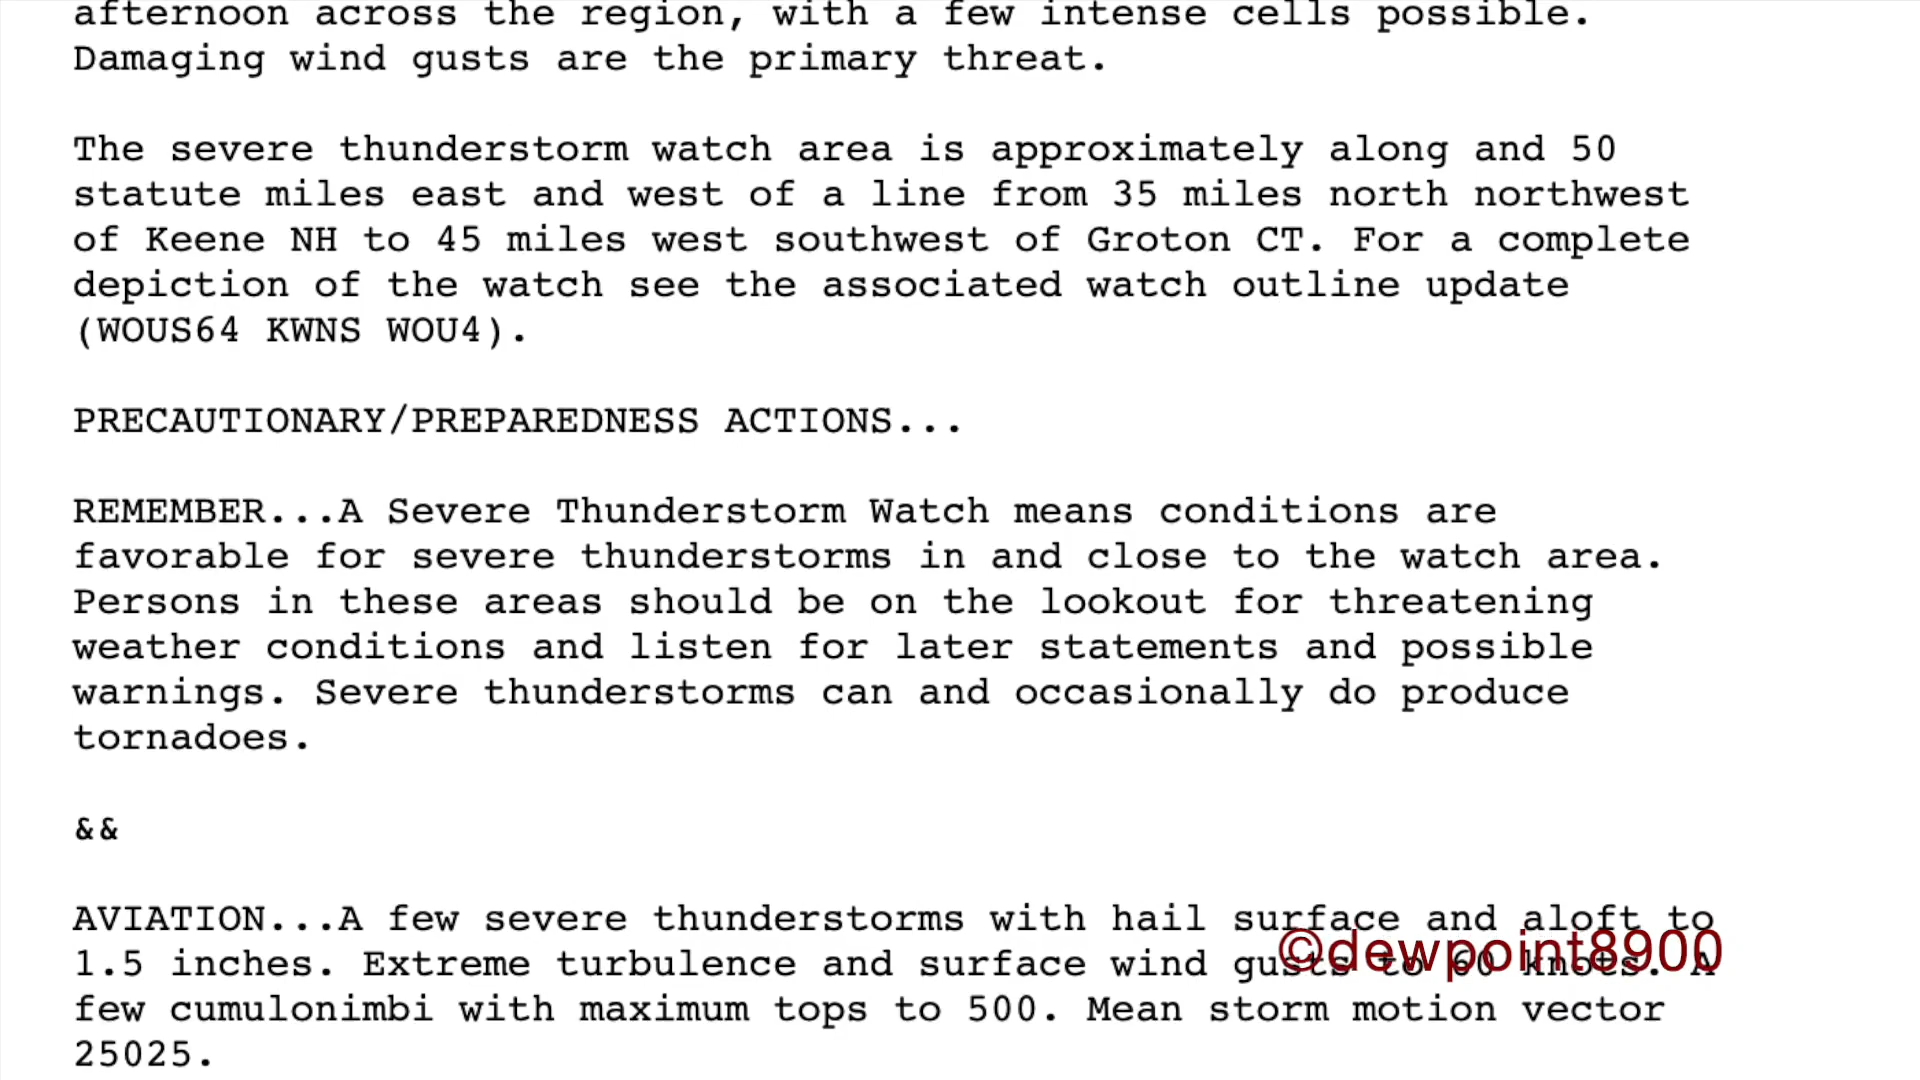 afternoon across the region, with a few intense cells possible.
Damaging wind gusts are the primary threat.
The severe thunderstorm watch area is approximately along and 50
statute miles east and west of a line from 35 miles north northwest
of Keene NH to 45 miles west southwest of Groton CT. For a complete
depiction of the watch see the associated watch outline update
(WOUS64 KWNS WOU4).
PRECAUTIONARY/PREPAREDNESS ACTIONS...
REMEMBER...A Severe Thunderstorm Watch means conditions are
favorable for severe thunderstorms in and close to the watch area.
Persons in these areas should be on the lookout for threatening
weather conditions and listen for later statements and possible
warnings. Severe thunderstorms can and occasionally do produce
tornadoes.
&&
AVIATION...A few severe thunderstorms with hail surface and aloft to
1.5 inches. Extreme turbulence and surface wind gusts to 60 knots. A
few cumulonimbi with maximum tops to 500. Mean storm motion vector
25025.
©dewpoint8900